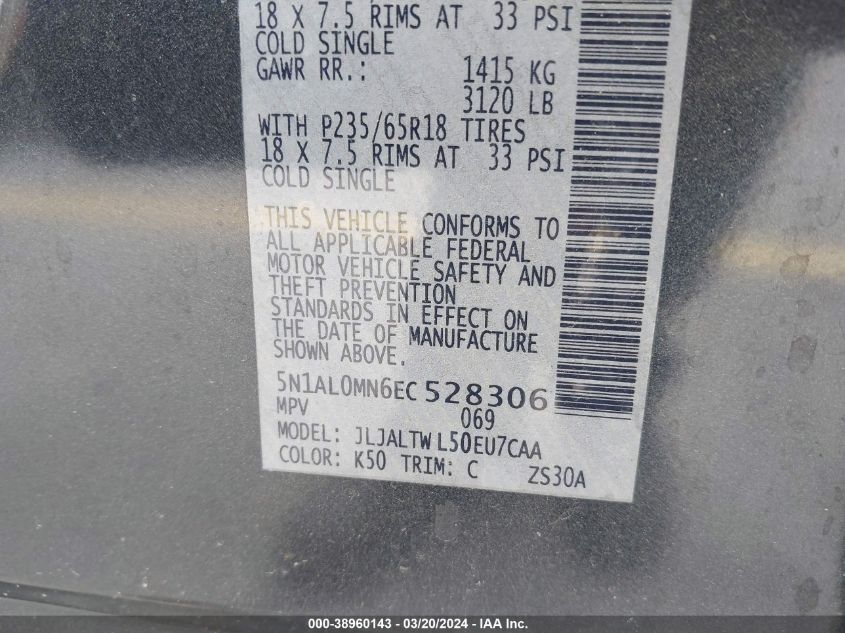 18 X 7.5 RIMS AT 33 PSI
COLD SINGLE
GAWR RR.: 1415 KG
3120 LB
WITH P235/65R18 TIRES
18 X 7.5 RIMS AT 33 PSI
COLD SINGLE
THIS VEHICLE CONFORMS TO
ALL APPLICABLE FEDERAL
MOTOR VEHICLE SAFETY AND
THEFT PREVENTION
STANDARDS IN EFFECT ON
THE DATE OF MANUFACTURE
SHOWN ABOVE.
5N1AL0MN6EC528306
MPV 069
MODEL: JLJALTWL50EU7CAA
COLOR: K50 TRIM: C ZS30A
000-38960143 - 03/20/2024 - IAA Inc.